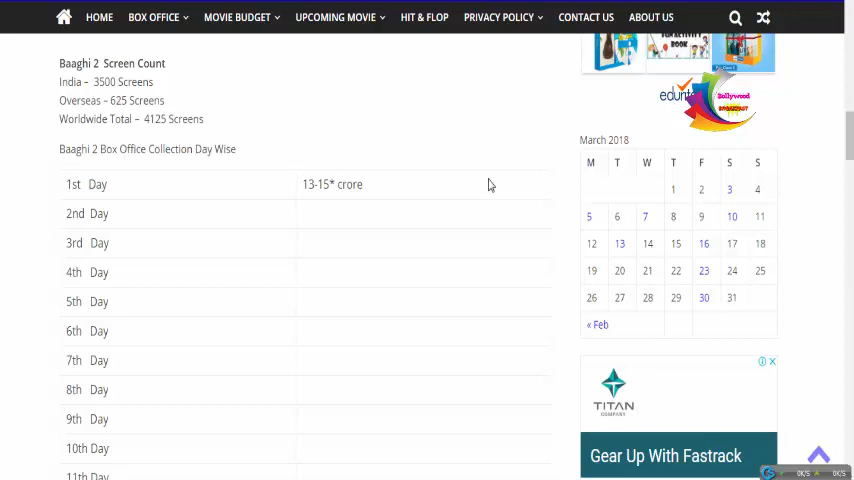 HOME BOX OFFICE MOVIE BUDGET UPCOMING MOVIE HIT & FLOP PRIVACY POLICY CONTACT US ABOUT US
Baaghi 2 Screen Count
India – 3500 Screens
Overseas – 625 Screens
Worldwide Total – 4125 Screens
Baaghi 2 Box Office Collection Day Wise
1st Day 13-15* crore
2nd Day
3rd Day
4th Day
5th Day
6th Day
7th Day
8th Day
9th Day
10th Day
11th Day
BOOK
Bollywood
March 2018
M T W T F S S
1 2 3 4
5 6 7 8 9 10 11
12 13 14 15 16 17 18
19 20 21 22 23 24 25
26 27 28 29 30 31
« Feb
TITAN
COMPANY
Gear Up With Fastrack
0K/S 0K/S